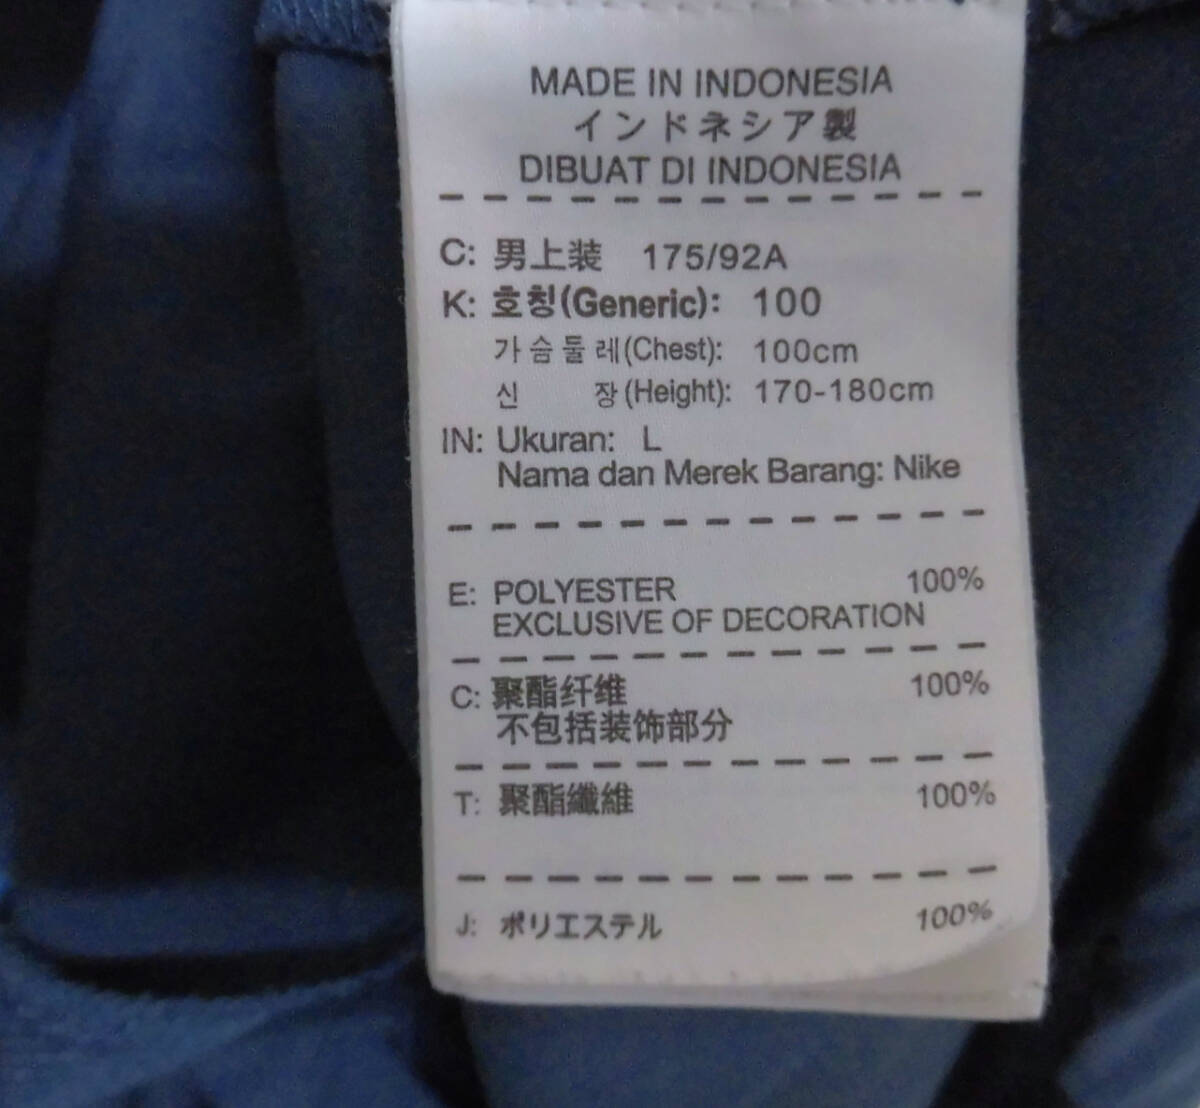 MADE IN INDONESIA
インドネシア製
DIBUAT DI INDONESIA
C: 男上装 175/92A
K: 호칭(Generic): 100
가슴둘레(Chest): 100cm
신 장(Height): 170-180cm
IN: Ukuran: L
Nama dan Merek Barang: Nike
E: POLYESTER 100%
EXCLUSIVE OF DECORATION
C: 聚酯纤维 100%
不包括装饰部分
T: 聚酯纖維 100%
J: ポリエステル 100%